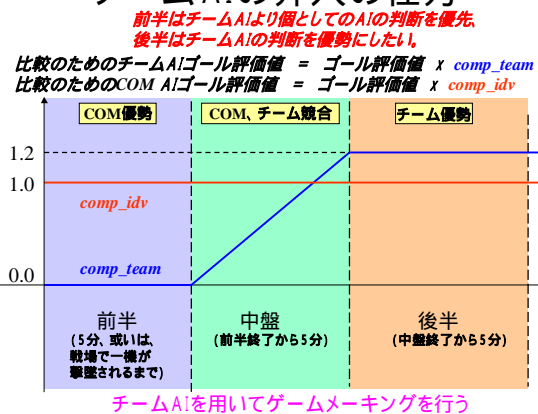 前半はチームAIより個としてのAIの判断を優先、
後半はチームAIの判断を優勢にしたい。
比較のためのチームAIゴール評価値 = ゴール評価値 x comp_team
比較のためのCOM AIゴール評価値 = ゴール評価値 x comp_idv
COM優勢
COM、チーム競合
チーム優勢
1.2
1.0
comp_idv
0.0
comp_team
前半
(5分、或いは、
戦場で一機が
撃墜されるまで)
中盤
(前半終了から5分)
後半
(中盤終了から5分)
チームAIを用いてゲームメーキングを行う